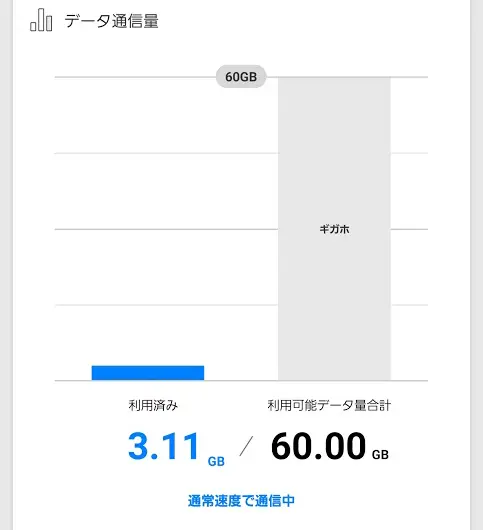 データ通信量
60GB
ギガホ
利用済み 利用可能データ量合計
3.11 GB / 60.00 GB
通常速度で通信中